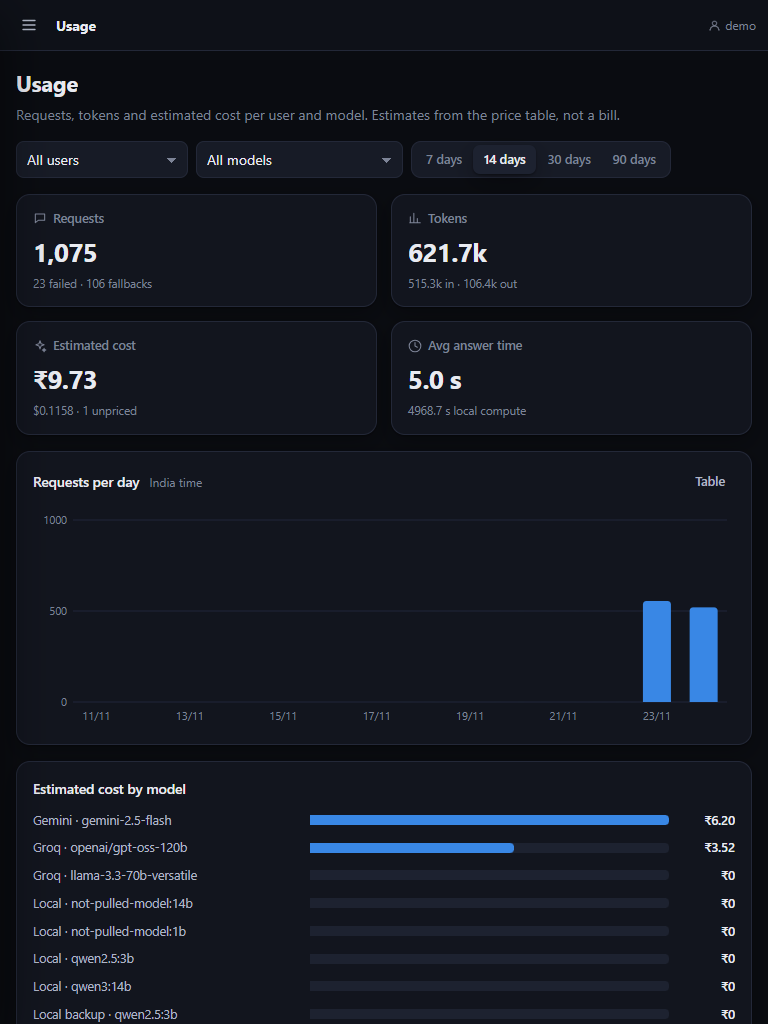 Usage
demo
Usage
Requests, tokens and estimated cost per user and model. Estimates from the price table, not a bill.
All users
All models
7 days
14 days
30 days
90 days
Requests
1,075
23 failed · 106 fallbacks
Tokens
621.7k
515.3k in · 106.4k out
Estimated cost
₹9.73
$0.1158 · 1 unpriced
Avg answer time
5.0 s
4968.7 s local compute
Requests per day India time
Table
1000
500
0
11/11 13/11 15/11 17/11 19/11 21/11 23/11
Estimated cost by model
Gemini · gemini-2.5-flash ₹6.20
Groq · openai/gpt-oss-120b ₹3.52
Groq · llama-3.3-70b-versatile ₹0
Local · not-pulled-model:14b ₹0
Local · not-pulled-model:1b ₹0
Local · qwen2.5:3b ₹0
Local · qwen3:14b ₹0
Local backup · qwen2.5:3b ₹0